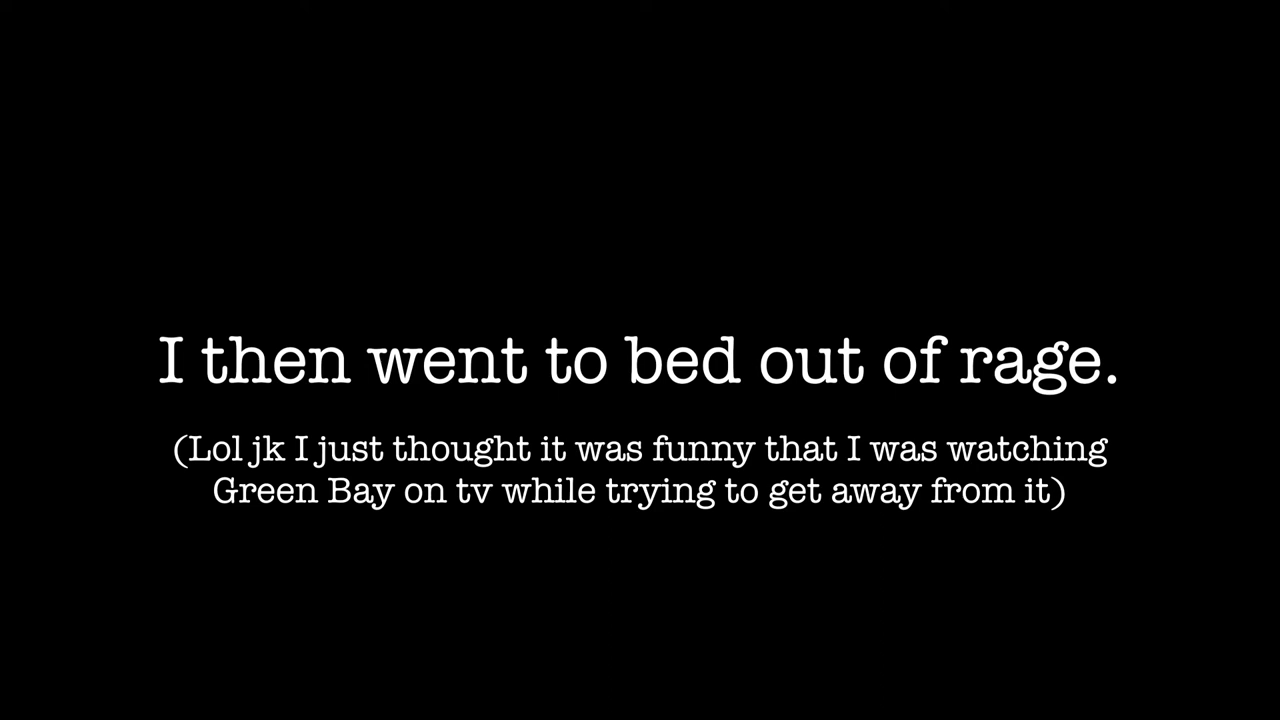 I then went to bed out of rage.
(Lol jk I just thought it was funny that I was watching
Green Bay on tv while trying to get away from it)